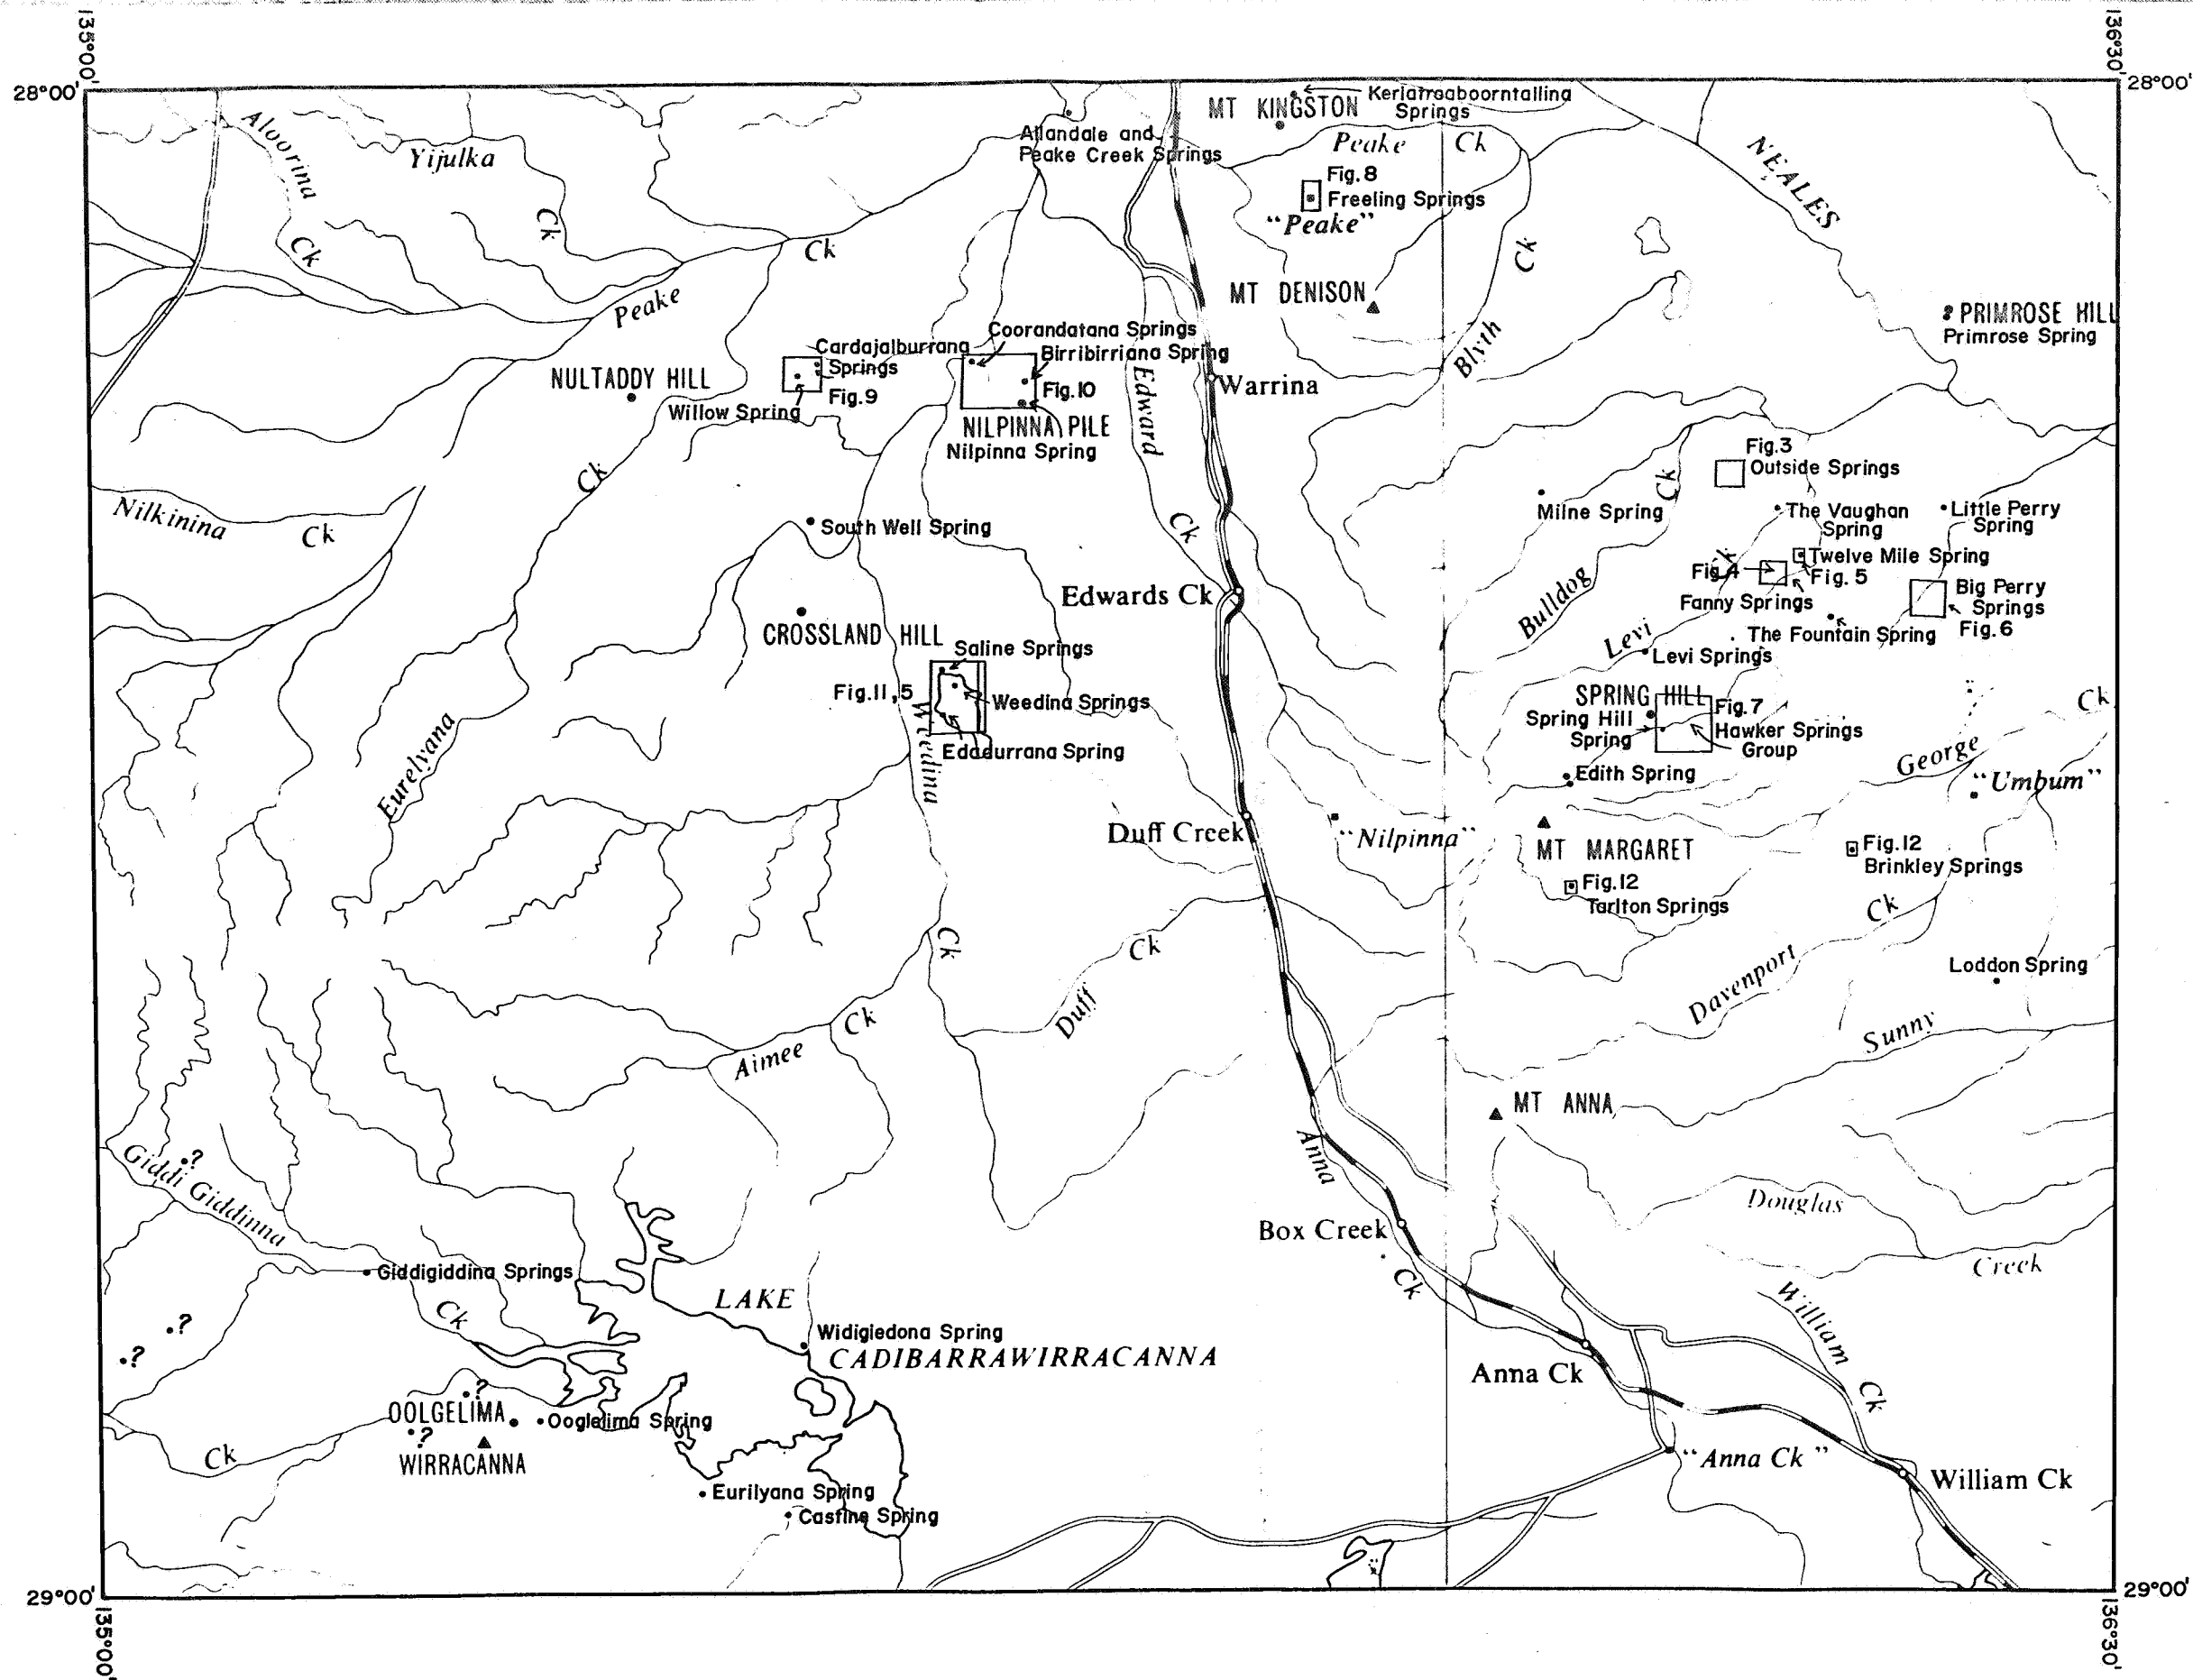 135°00'
136°30'
28°00'
28°00'
Keriatroaboorntallina
Springs
MT KINGSTON
Aloorina
Ck
Yijulka
Ck
Allandale and
Peake Creek Springs
Peake
Ck
NEALES
Fig. 8
Freeling Springs
"Peake"
Ck
Ck
Peake
MT DENISON
Blyth
PRIMROSE HILL
Primrose Spring
Coorandatana Springs
Cardajalburrana
Springs
Birribirriana Spring
Fig.9
Fig.10
NULTADDY HILL
Willow Spring
Edward
Ck
Warrina
NILPINNA PILE
Nilpinna Spring
Fig.3
Outside Springs
Ck
Ck
Nilkinina
Ck
South Well Spring
Milne Spring
The Vaughan
Spring
Little Perry
Spring
Ck
Twelve Mile Spring
Fig.4
Fig. 5
Fanny Springs
Big Perry
Springs
Fig.6
Edwards Ck
Bulldog
Levi
The Fountain Spring
Levi Springs
CROSSLAND HILL
Saline Springs
Fig.11,5
Weedina Springs
Weedina
Ck
Edadurrana Spring
SPRING HILL
Fig.7
Spring Hill
Spring
Hawker Springs
Group
Ck
George
Eurelyana
Edith Spring
"Umbum"
Duff Creek
"Nilpinna"
MT MARGARET
Fig.12
Brinkley Springs
Fig.12
Tarlton Springs
Ck
Davenport
Ck
Duff
Loddon Spring
Sunny
Ck
Aimee
MT ANNA
Anna
Ck
?
Giddi Giddinna
Douglas
Creek
Box Creek
Giddigiddina Springs
Ck
LAKE
William
Ck
?
?
Widigiedona Spring
CADIBARRAWIRRACANNA
Anna Ck
?
OOLGELIMA
Ooglelima Spring
Ck
?
WIRRACANNA
"Anna Ck"
William Ck
Eurilyana Spring
Castine Spring
29°00'
29°00'
135°00'
136°30'